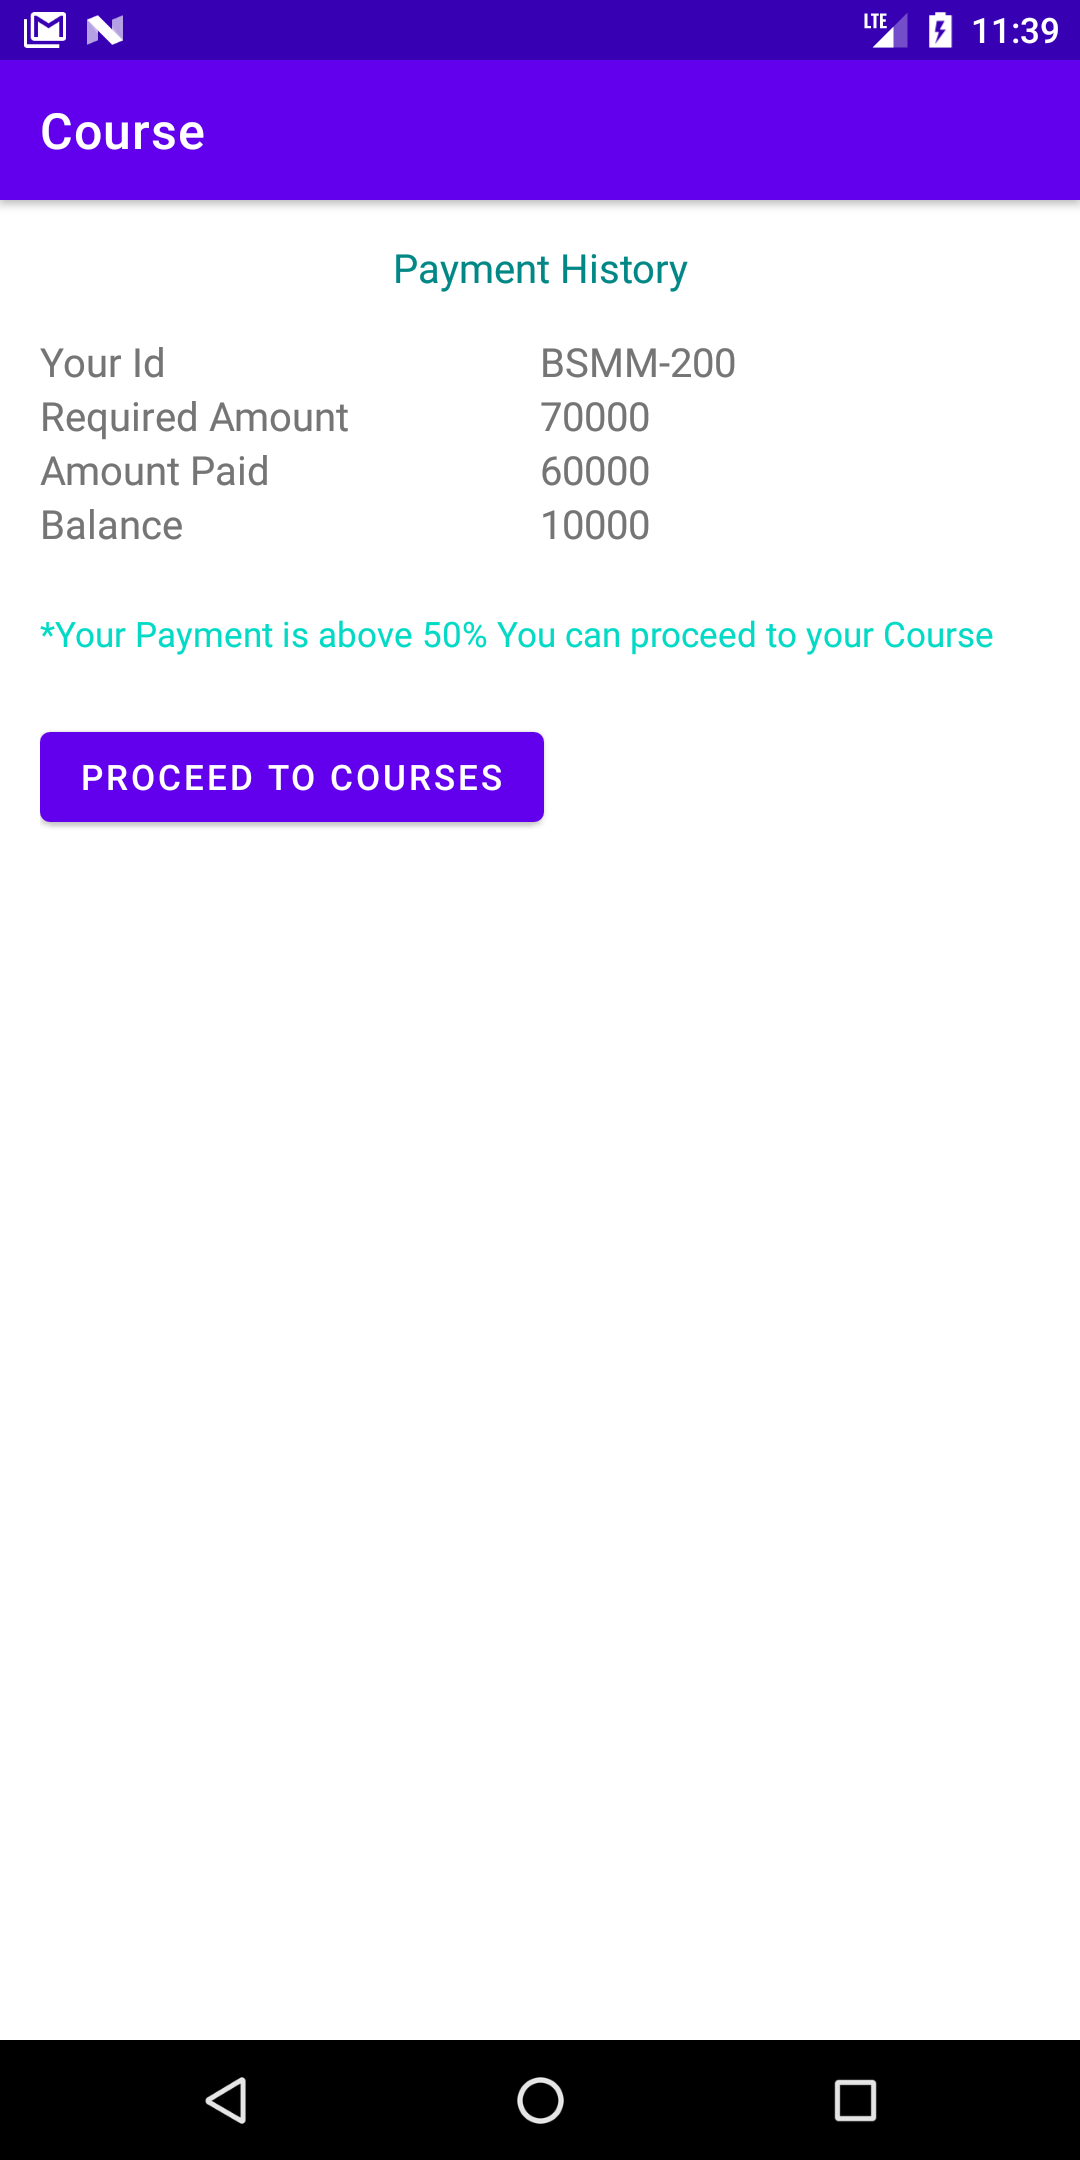 LTE 11:39
Course
Payment History
Your Id BSMM-200
Required Amount 70000
Amount Paid 60000
Balance 10000
*Your Payment is above 50% You can proceed to your Course
PROCEED TO COURSES